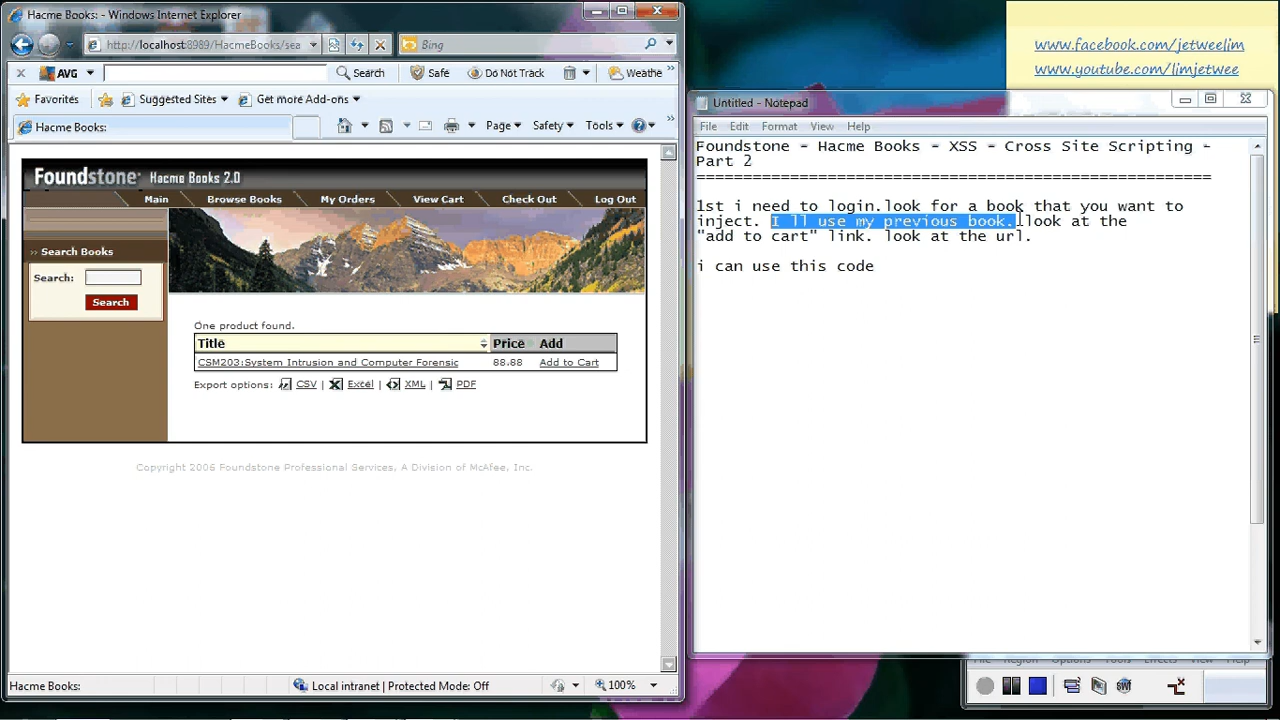 Hacme Books: - Windows Internet Explorer
http://localhost:8989/HacmeBooks/sea
Bing
AVG
Search
Safe
Do Not Track
Weathe
Favorites
Suggested Sites
Get more Add-ons
Hacme Books:
Page
Safety
Tools
Foundstone Hacme Books 2.0
Main
Browse Books
My Orders
View Cart
Check Out
Log Out
Search Books
Search:
Search
One product found.
Title Price Add
CSM203:System Intrusion and Computer Forensic 88.88 Add to Cart
Export options: CSV | Excel | XML | PDF
Copyright 2006 Foundstone Professional Services, A Division of McAfee, Inc.
Hacme Books:
Local intranet | Protected Mode: Off
100%
www.facebook.com/jetweelim
www.youtube.com/limjetwee
Untitled - Notepad
File Edit Format View Help
Foundstone - Hacme Books - XSS - Cross Site Scripting -
Part 2
=======================================================
1st i need to login.look for a book that you want to
inject. I ll use my previous book.look at the
"add to cart" link. look at the url.
i can use this code
File Region Options Tools Effects View Help